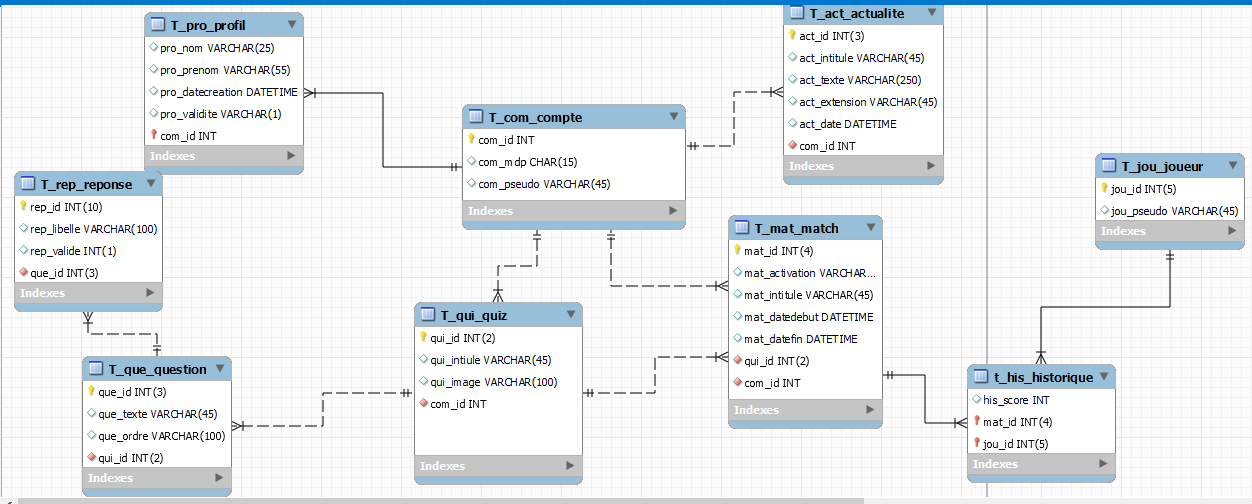 T_pro_profil
pro_nom VARCHAR(25)
pro_prenom VARCHAR(55)
pro_datecreation DATETIME
pro_validite VARCHAR(1)
com_id INT
Indexes
T_act_actualite
act_id INT(3)
act_intitule VARCHAR(45)
act_texte VARCHAR(250)
act_extension VARCHAR(45)
act_date DATETIME
com_id INT
Indexes
T_com_compte
com_id INT
com_mdp CHAR(15)
com_pseudo VARCHAR(45)
Indexes
T_jou_joueur
jou_id INT(5)
jou_pseudo VARCHAR(45)
Indexes
T_rep_reponse
rep_id INT(10)
rep_libelle VARCHAR(100)
rep_valide INT(1)
que_id INT(3)
Indexes
T_mat_match
mat_id INT(4)
mat_activation VARCHAR...
mat_intitule VARCHAR(45)
mat_datedebut DATETIME
mat_datefin DATETIME
qui_id INT(2)
com_id INT
Indexes
T_qui_quiz
qui_id INT(2)
qui_intiule VARCHAR(45)
qui_image VARCHAR(100)
com_id INT
Indexes
T_que_question
que_id INT(3)
que_texte VARCHAR(45)
que_ordre VARCHAR(100)
qui_id INT(2)
Indexes
t_his_historique
his_score INT
mat_id INT(4)
jou_id INT(5)
Indexes